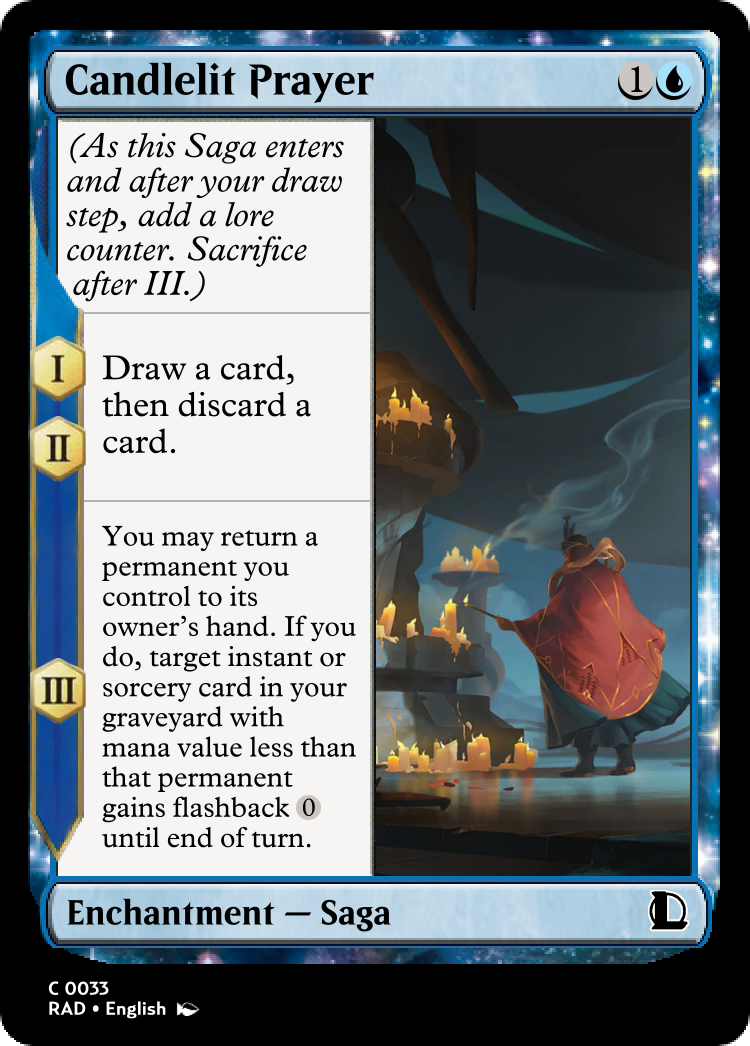 Candlelit Prayer
1
(As this Saga enters
and after your draw
step, add a lore
counter. Sacrifice
after III.)
I
II
Draw a card,
then discard a
card.
III
You may return a
permanent you
control to its
owner's hand. If you
do, target instant or
sorcery card in your
graveyard with
mana value less than
that permanent
gains flashback 0
until end of turn.
Enchantment — Saga
C 0033
RAD • English